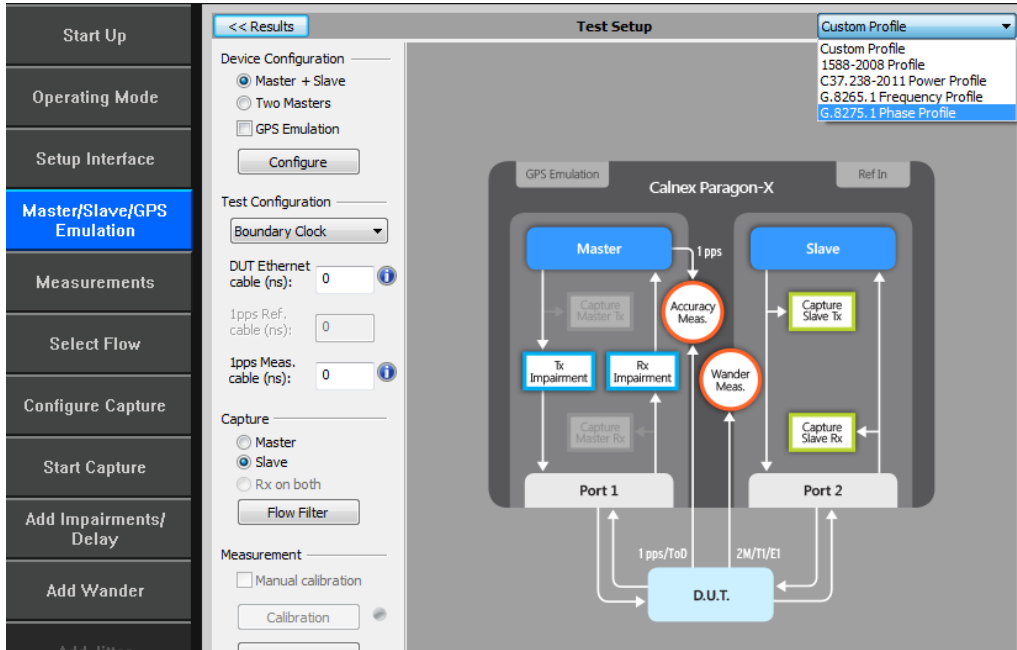 Start Up
Operating Mode
Setup Interface
Master/Slave/GPS
Emulation
Measurements
Select Flow
Configure Capture
Start Capture
Add Impairments/
Delay
Add Wander
<< Results
Test Setup
Custom Profile
Custom Profile
1588-2008 Profile
C37.238-2011 Power Profile
G.8265.1 Frequency Profile
G.8275.1 Phase Profile
Device Configuration
Master + Slave
Two Masters
GPS Emulation
Configure
Test Configuration
Boundary Clock
DUT Ethernet
cable (ns):
0
1pps Ref.
cable (ns):
0
1pps Meas.
cable (ns):
0
Capture
Master
Slave
Rx on both
Flow Filter
Measurement
Manual calibration
Calibration
GPS Emulation
Calnex Paragon-X
Ref In
Master
1 pps
Slave
Capture
Master Tx
Accuracy
Meas.
Capture
Slave Tx
Tx
Impairment
Rx
Impairment
Wander
Meas.
Capture
Master Rx
Capture
Slave Rx
Port 1
Port 2
1 pps/ToD
2M/T1/E1
D.U.T.